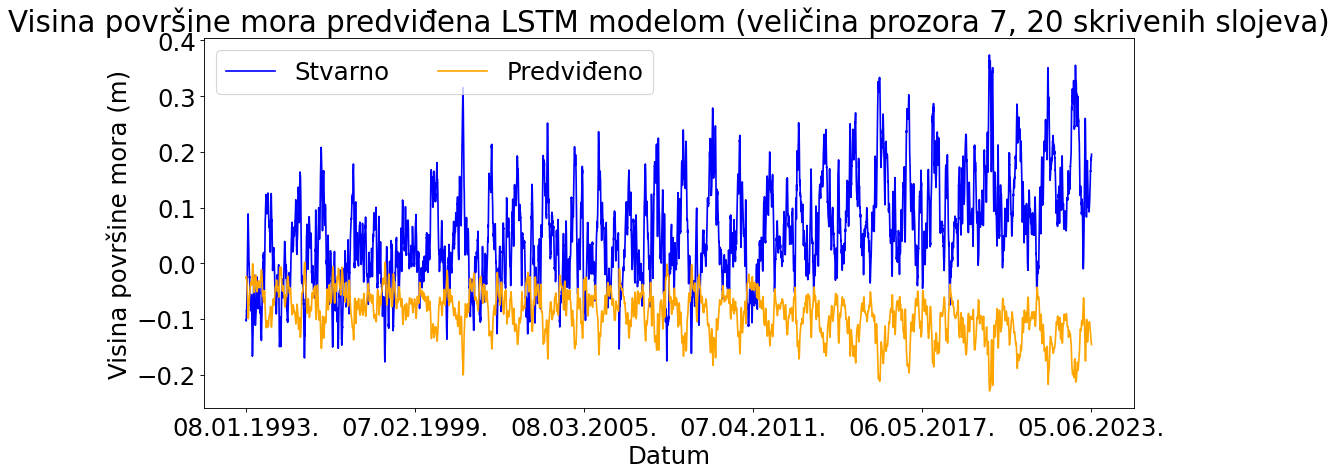 Visina površine mora predviđena LSTM modelom (veličina prozora 7, 20 skrivenih slojeva)
Stvarno
Predviđeno
Visina površine mora (m)
0.4
0.3
0.2
0.1
0.0
−0.1
−0.2
08.01.1993.
07.02.1999.
08.03.2005.
07.04.2011.
06.05.2017.
05.06.2023.
Datum